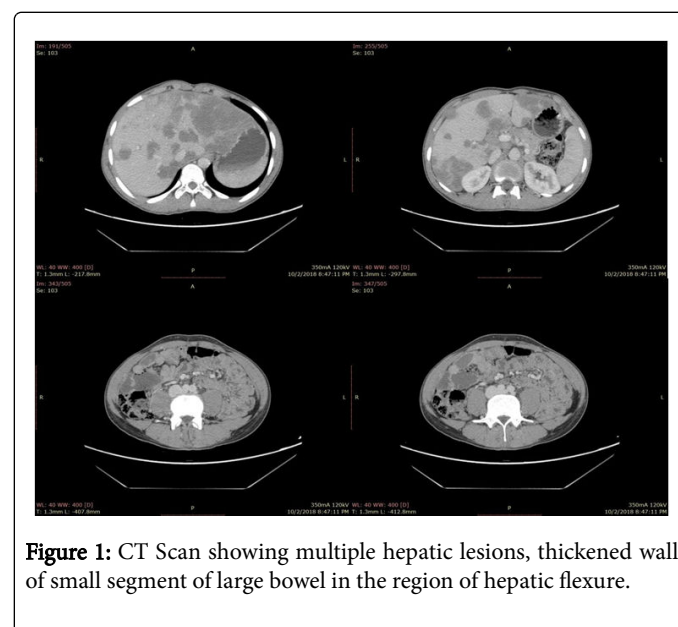 Im: 191/505
Se: 103
A
R
L
WL: 40 WW: 400 [D]
T: 1.3mm L: -217.8mm
P
350mA 120kV
10/2/2018 8:47:11 PM
Im: 255/505
Se: 103
A
R
L
WL: 40 WW: 400 [D]
T: 1.3mm L: -297.8mm
P
350mA 120kV
10/2/2018 8:47:11 PM
Im: 343/505
Se: 103
A
R
L
WL: 40 WW: 400 [D]
T: 1.3mm L: -407.8mm
P
350mA 120kV
10/2/2018 8:47:11 PM
Im: 347/505
Se: 103
A
R
L
WL: 40 WW: 400 [D]
T: 1.3mm L: -412.8mm
P
350mA 120kV
10/2/2018 8:47:11 PM
Figure 1: CT Scan showing multiple hepatic lesions, thickened wall
of small segment of large bowel in the region of hepatic flexure.